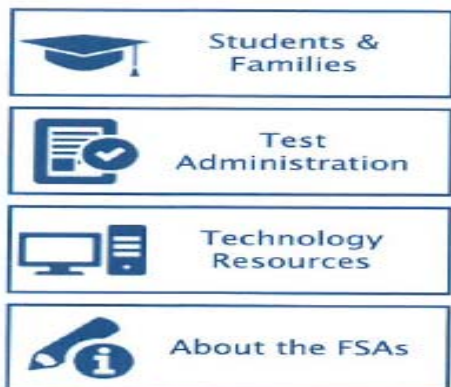 Students &
Families
Test
Administration
Technology
Resources
About the FSAs